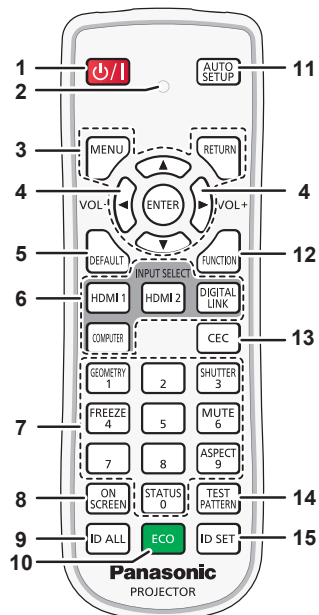 1
⏻/I
AUTO SETUP
11
2
3
MENU
RETURN
4
4
VOL-
ENTER
VOL+
5
DEFAULT
FUNCTION
12
INPUT SELECT
6
HDMI 1
HDMI 2
DIGITAL LINK
COMPUTER
CEC
13
GEOMETRY 1
2
SHUTTER 3
7
FREEZE 4
5
MUTE 6
7
8
ASPECT 9
8
ON SCREEN
STATUS 0
TEST PATTERN
14
9
ID ALL
ECO
ID SET
15
10
Panasonic
PROJECTOR